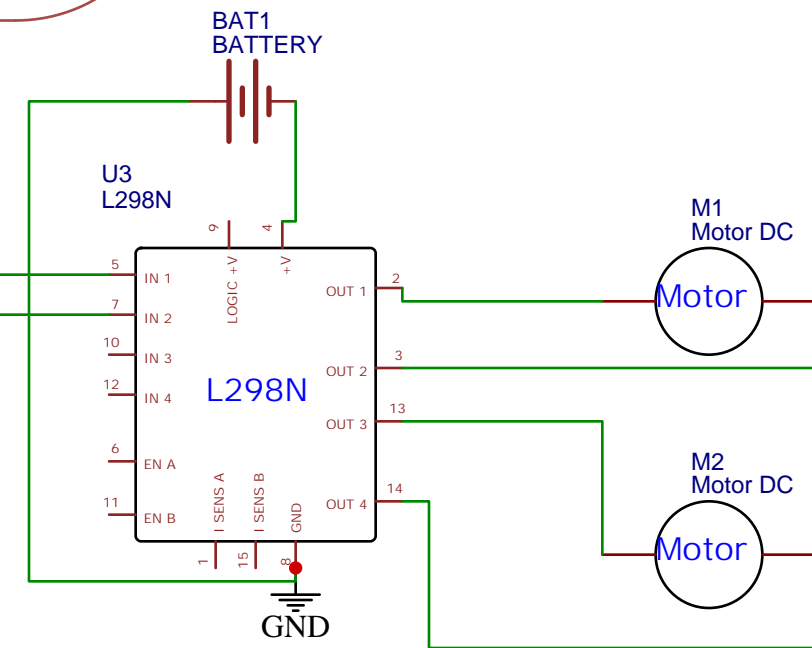 BAT1
BATTERY
U3
L298N
9
4
LOGIC +V
+V
5
IN 1
7
IN 2
10
IN 3
12
IN 4
6
EN A
11
EN B
L298N
2
OUT 1
3
OUT 2
13
OUT 3
14
OUT 4
I SENS A
I SENS B
GND
1
15
8
GND
M1
Motor DC
Motor
M2
Motor DC
Motor